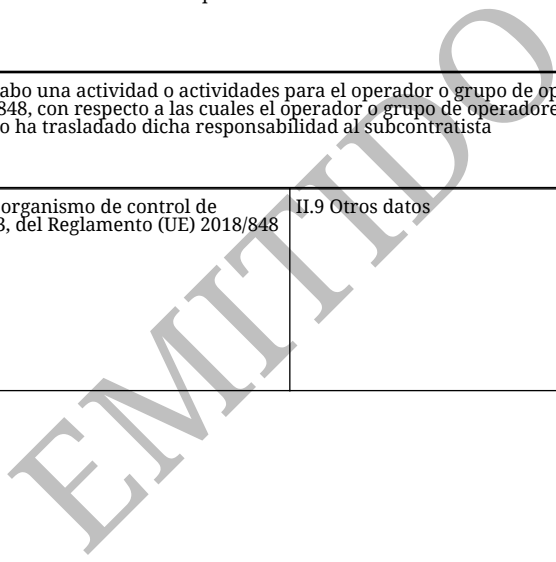 abo una actividad o actividades para el operador o grupo de op
848, con respecto a las cuales el operador o grupo de operadore
o ha trasladado dicha responsabilidad al subcontratista
organismo de control de
3, del Reglamento (UE) 2018/848
II.9 Otros datos
EMITIDO